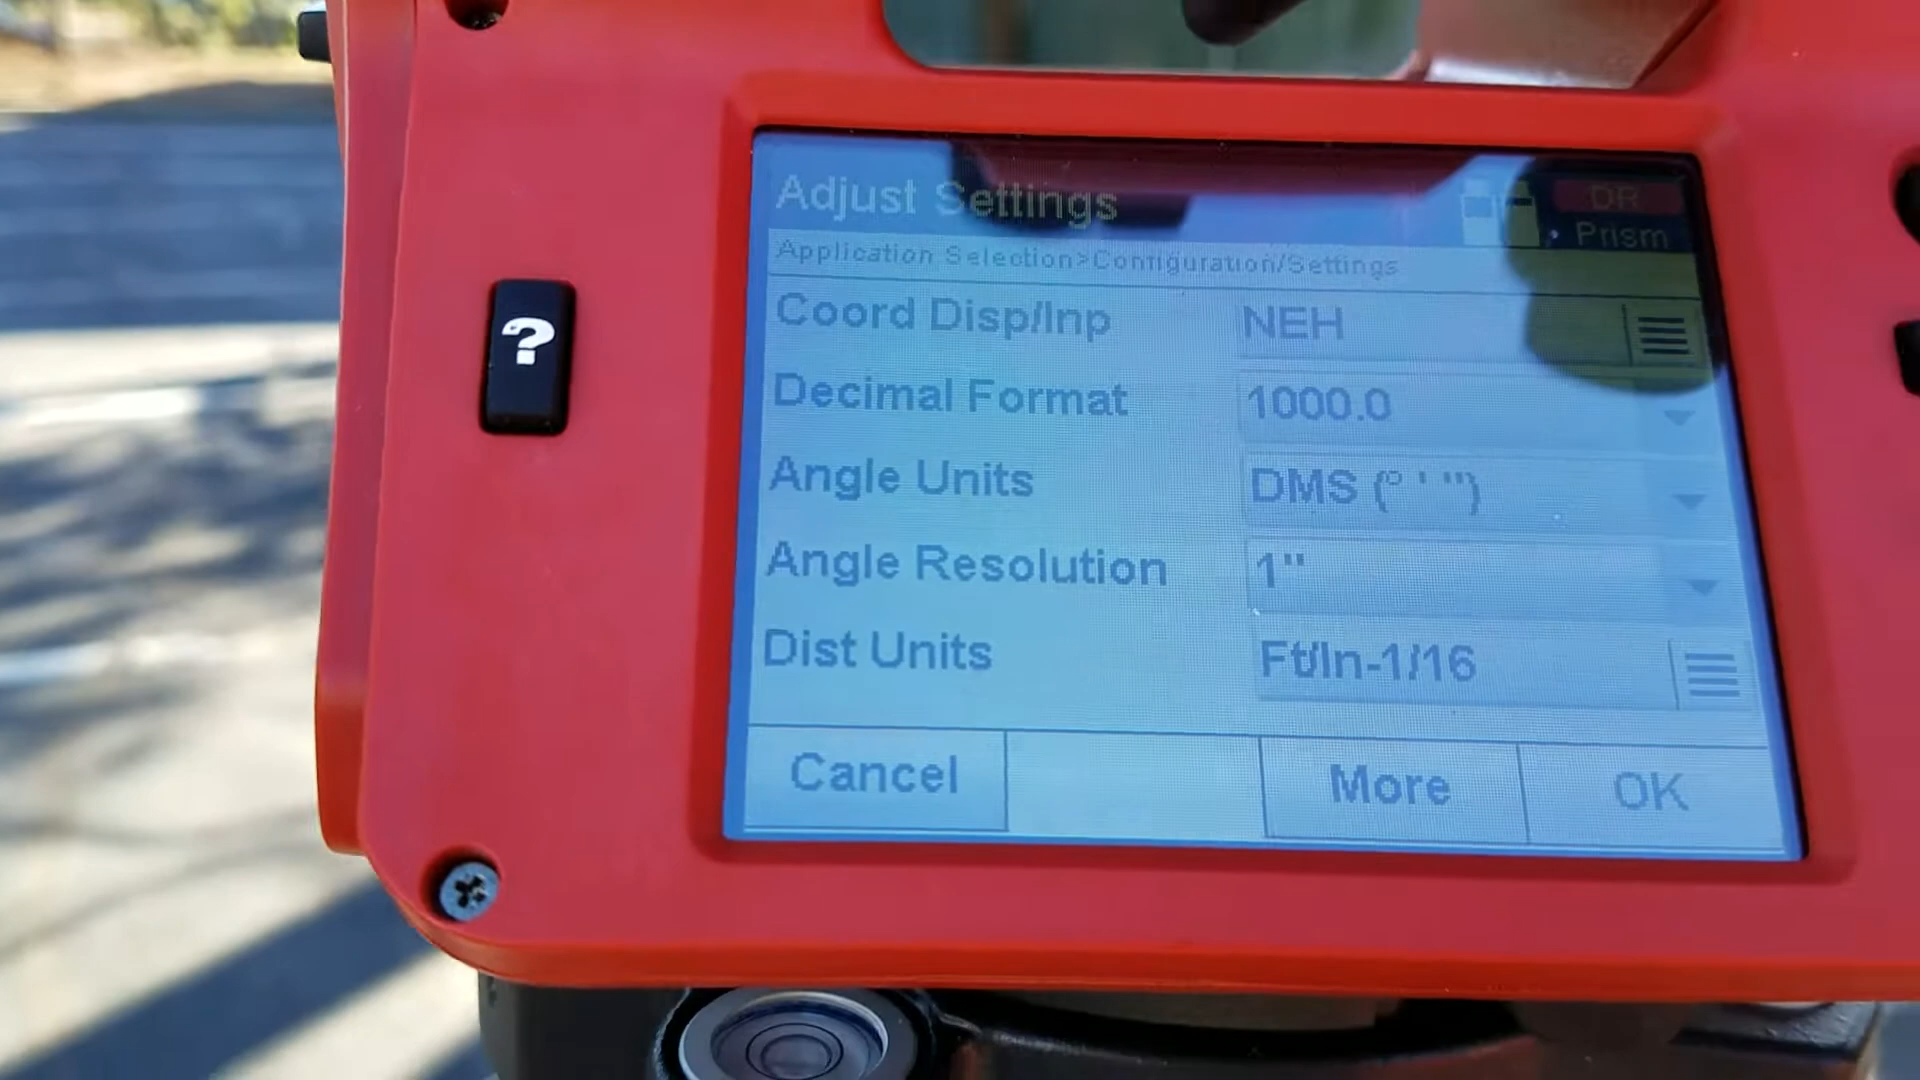 Adjust Settings
DR
Prism
Application Selection>Configuration/Settings
?
Coord Disp/Inp NEH
Decimal Format 1000.0
Angle Units DMS (° ' ")
Angle Resolution 1"
Dist Units Ft/In-1/16
Cancel More OK